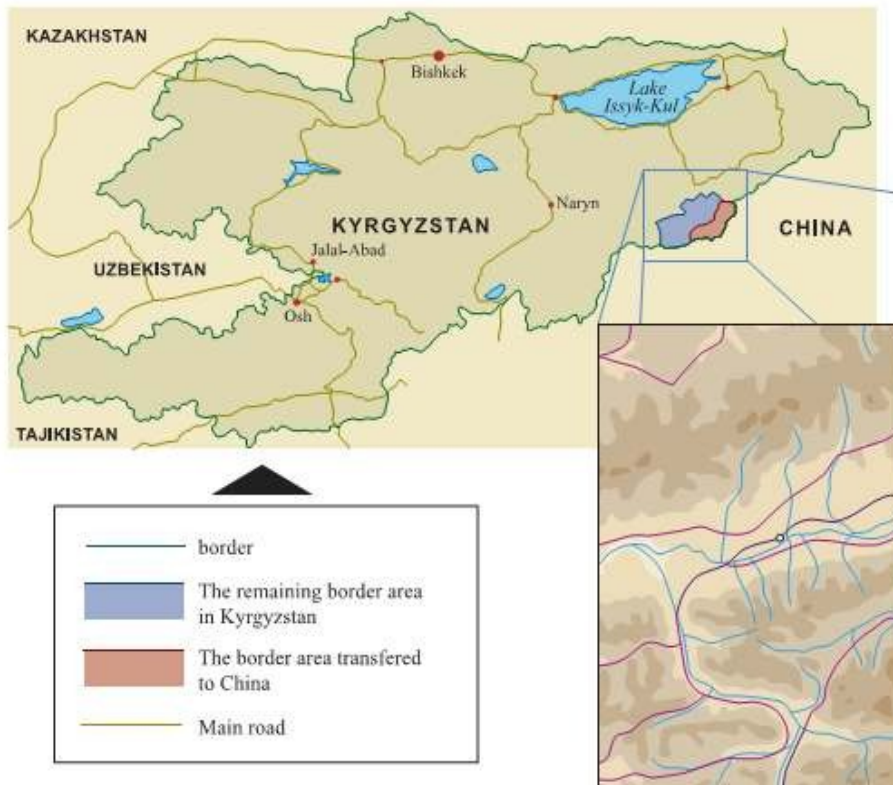 KAZAKHSTAN
Bishkek
Lake
Issyk-Kul
KYRGYZSTAN
Naryn
CHINA
Jalal-Abad
UZBEKISTAN
Osh
TAJIKISTAN
border
The remaining border area
in Kyrgyzstan
The border area transfered
to China
Main road